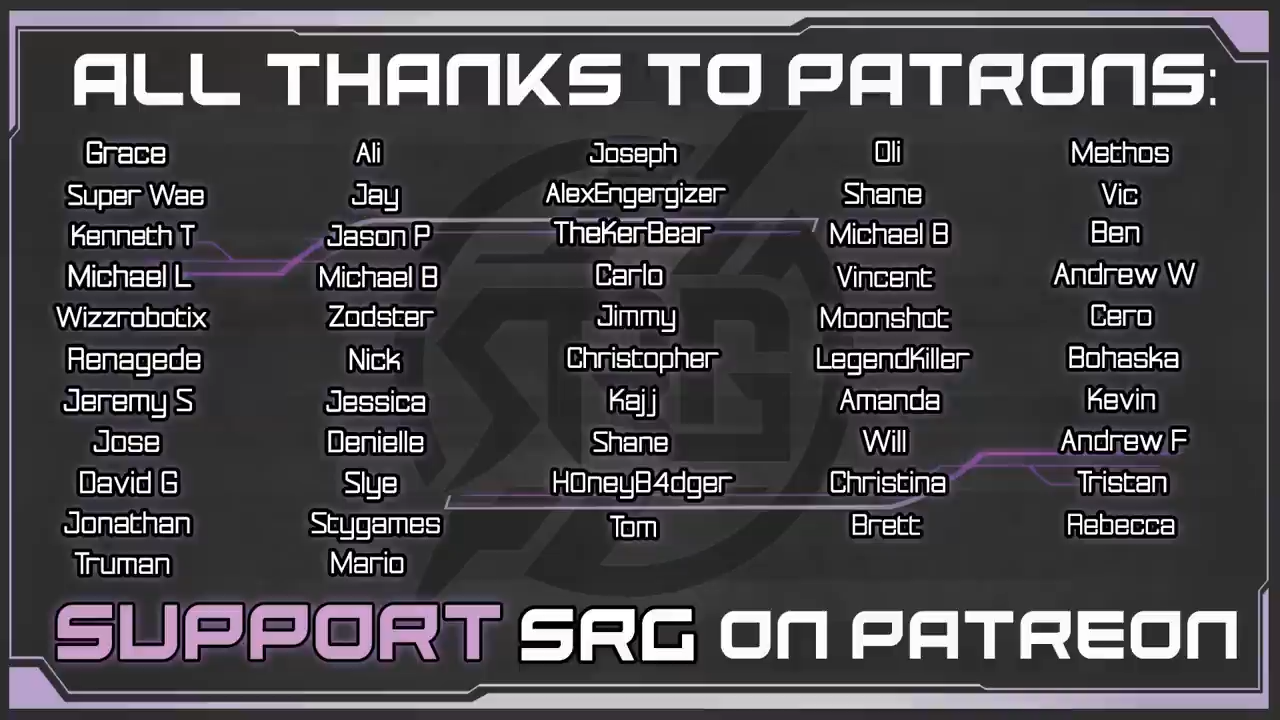 ALL THANKS TO PATRONS:
Grace Ali Joseph Oli Methos
Super Wae Jay AlexEngergizer Shane Vic
Kenneth T Jason P TheKerBear Michael B Ben
Michael L Michael B Carlo Vincent Andrew W
Wizzrobotix Zodster Jimmy Moonshot Cero
Renagede Nick Christopher LegendKiller Bohaska
Jeremy S Jessica Kajj Amanda Kevin
Jose Denielle Shane Will Andrew F
David G Slye H0neyB4dger Christina Tristan
Jonathan Stygames Tom Brett Rebecca
Truman Mario
SUPPORT SRG ON PATREON